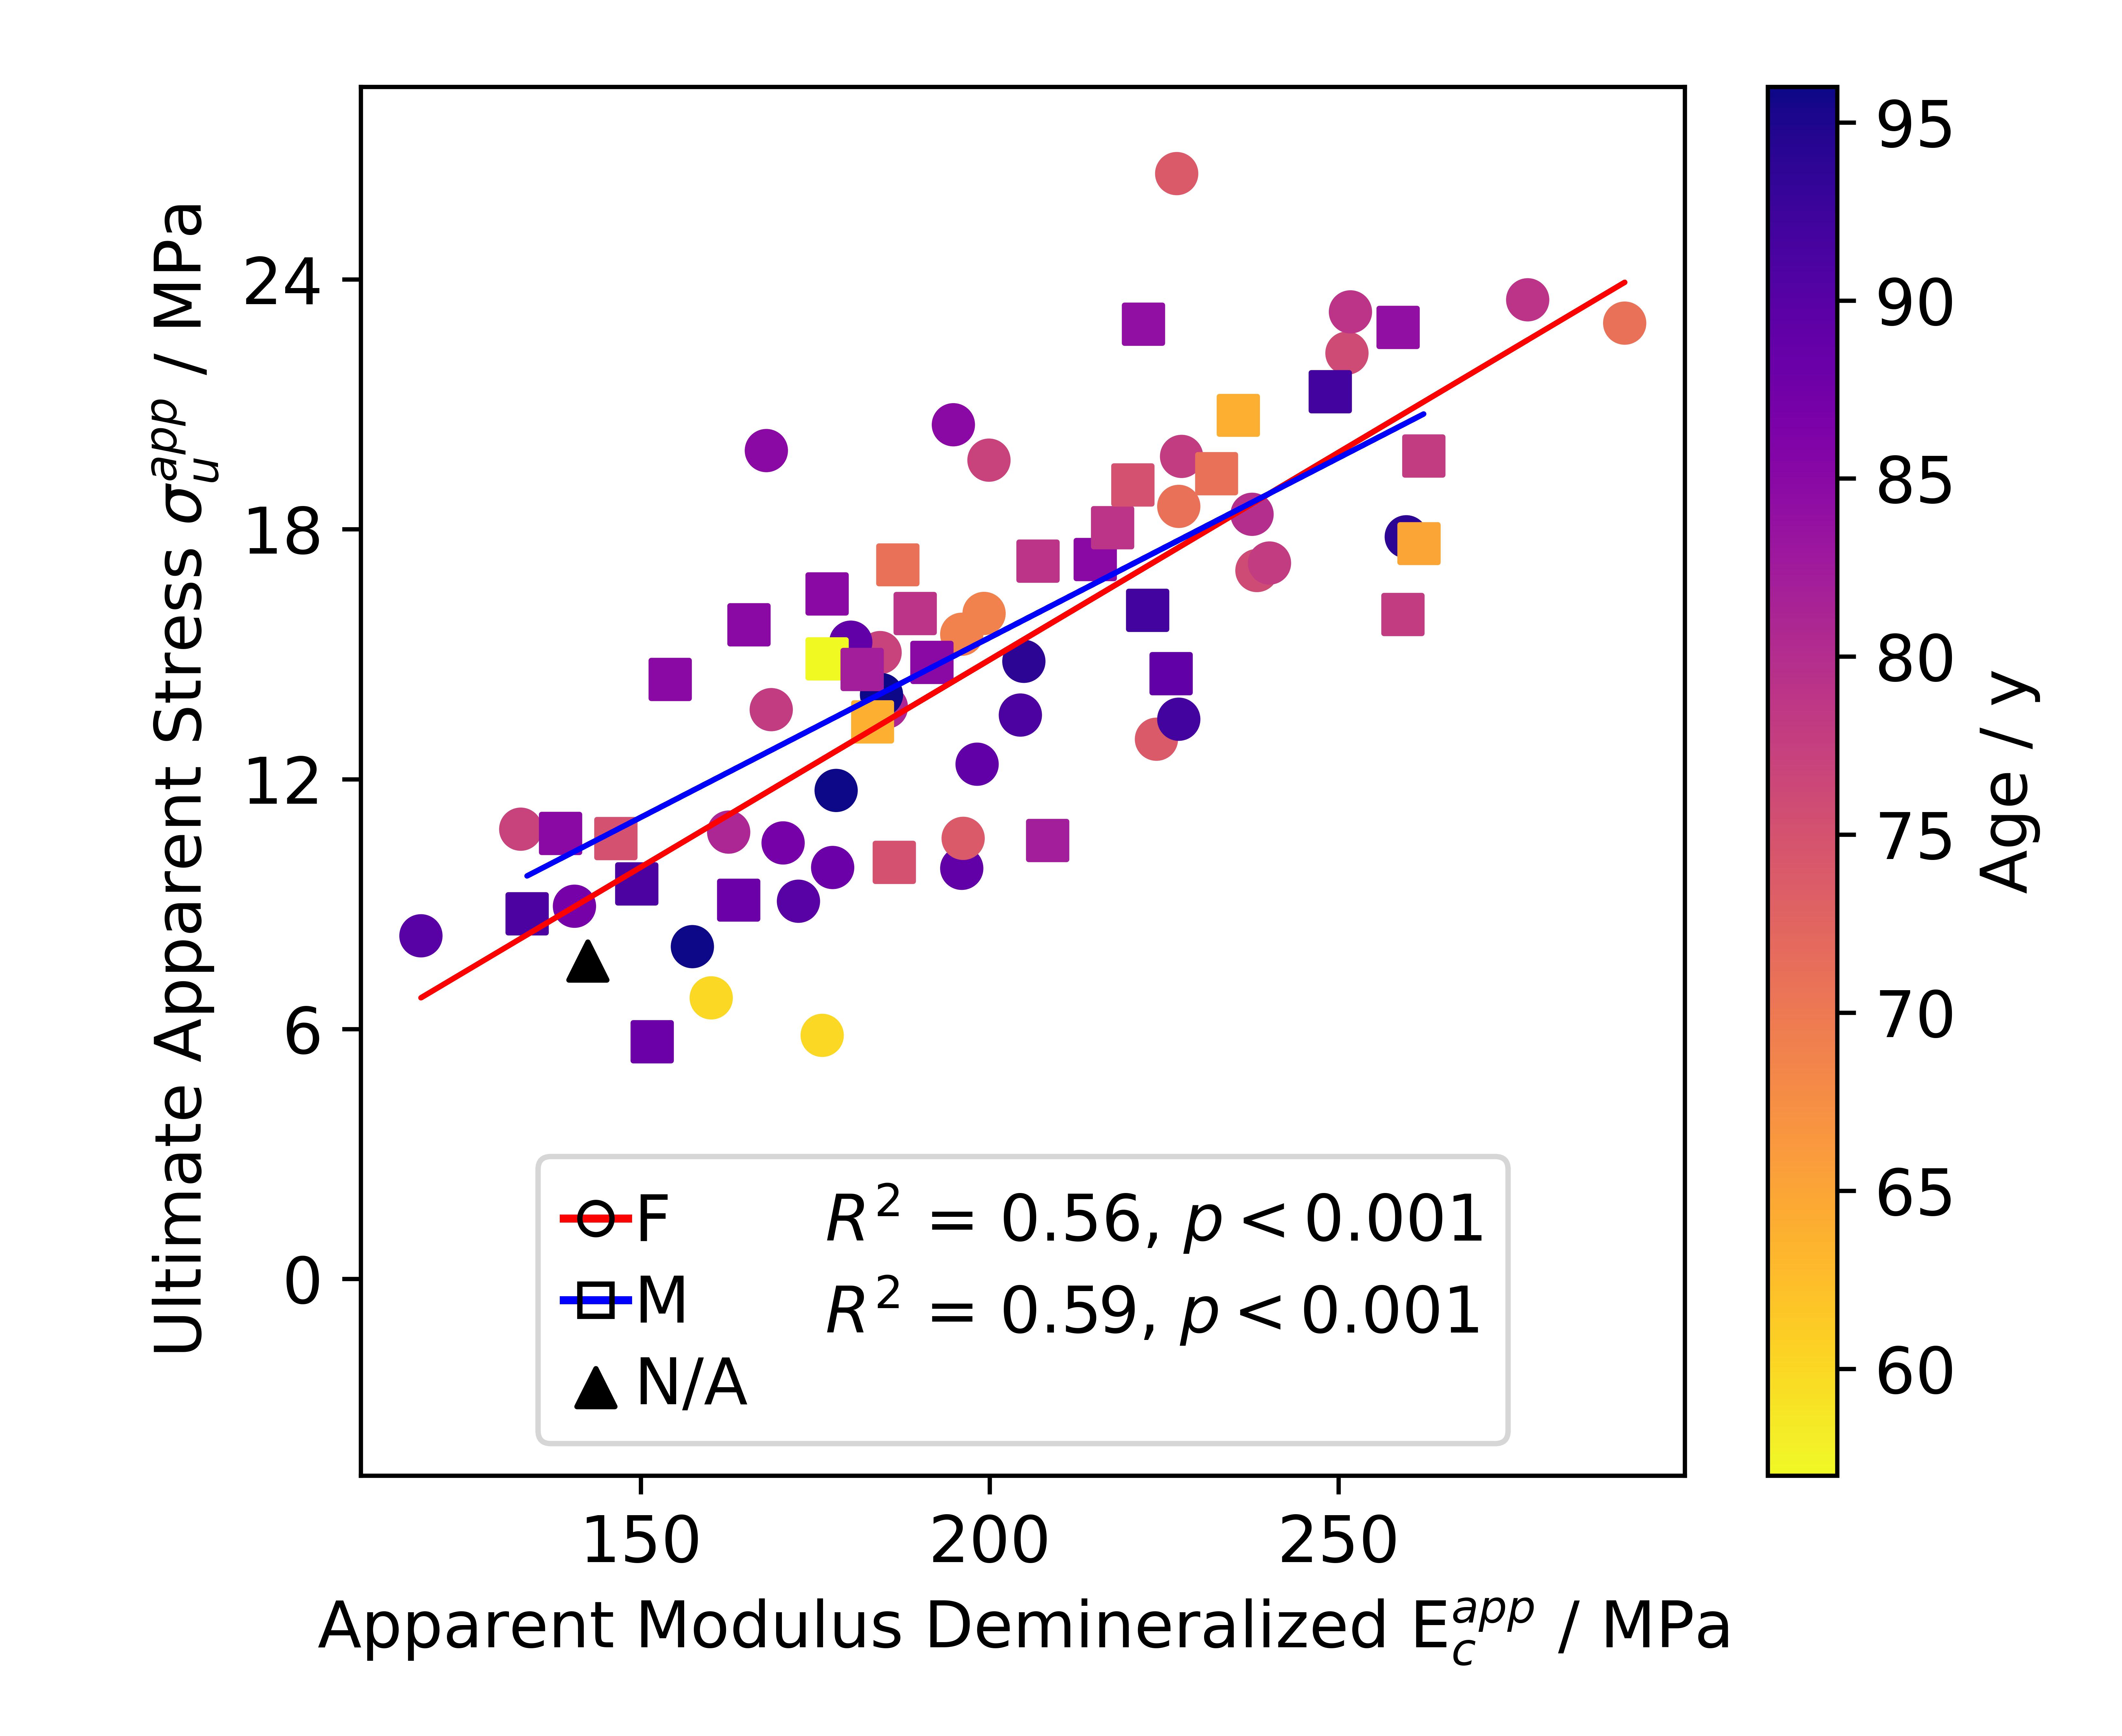 Ultimate Apparent Stress σ_u^app / MPa
24
18
12
6
0
F R² = 0.56, p < 0.001
M R² = 0.59, p < 0.001
N/A
150 200 250
Apparent Modulus Demineralized E_c^app / MPa
95
90
85
80
75
70
65
60
Age / y